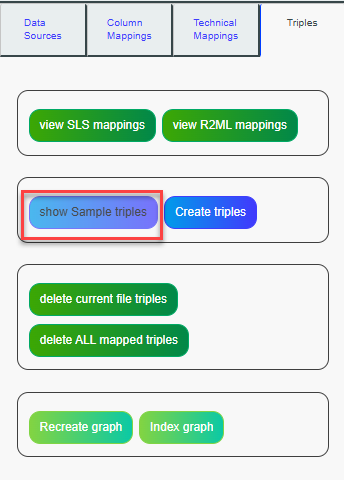 Data
Sources
Column
Mappings
Technical
Mappings
Triples
view SLS mappings
view R2ML mappings
show Sample triples
Create triples
delete current file triples
delete ALL mapped triples
Recreate graph
Index graph